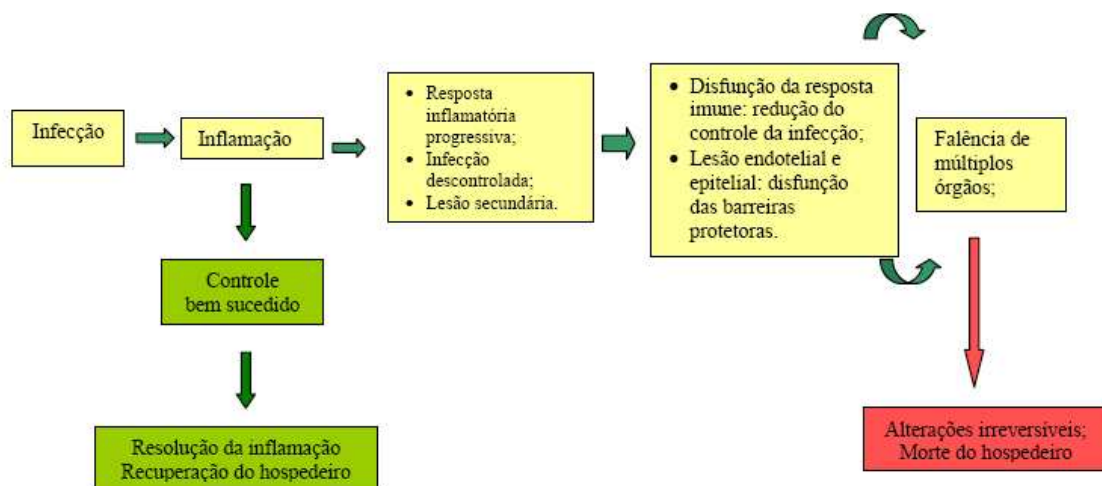 Infecção
Inflamação
• Resposta
inflamatória
progressiva;
• Infecção
descontrolada;
• Lesão secundária.
• Disfunção da resposta
imune: redução do
controle da infecção;
• Lesão endotelial e
epitelial: disfunção
das barreiras
protetoras.
Falência de
múltiplos
órgãos;
Controle
bem sucedido
Resolução da inflamação
Recuperação do hospedeiro
Alterações irreversíveis;
Morte do hospedeiro